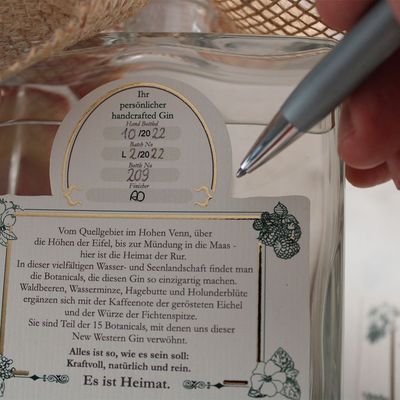 Ihr
persönlicher
handcrafted Gin
Hand Bottled
10/2022
Batch No
L 2/2022
Bottle No
209
Finisher
Vom Quellgebiet im Hohen Venn, über
die Höhen der Eifel, bis zur Mündung in die Maas -
hier ist die Heimat der Rur.
In dieser vielfältigen Wasser- und Seenlandschaft findet man
die Botanicals, die diesen Gin so einzigartig machen.
Waldbeeren, Wasserminze, Hagebutte und Holunderblüte
ergänzen sich mit der Kaffeenote der gerösteten Eichel
und der Würze der Fichtenspitze.
Sie sind Teil der 15 Botanicals, mit denen uns dieser
New Western Gin verwöhnt.
Alles ist so, wie es sein soll:
Kraftvoll, natürlich und rein.
Es ist Heimat.